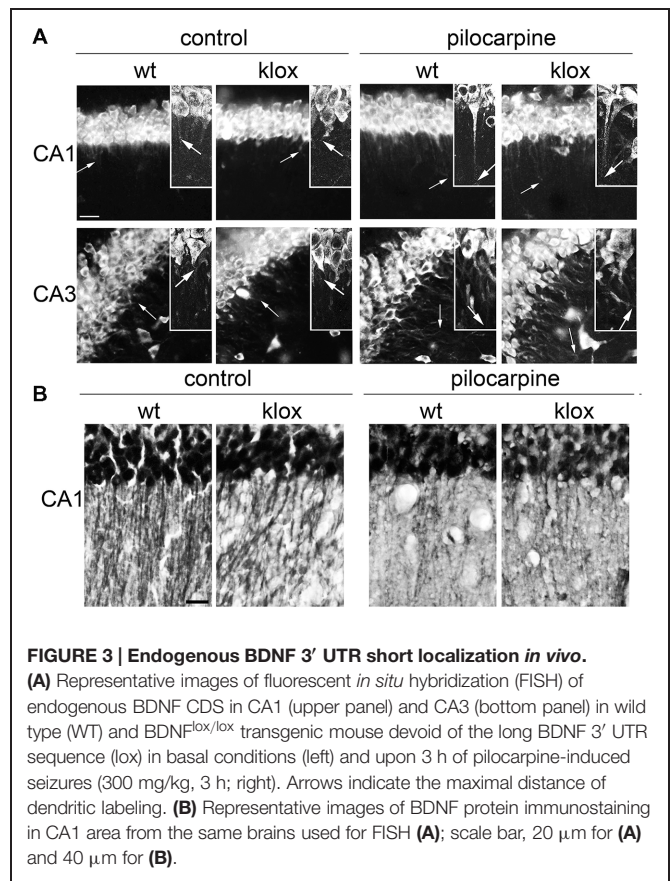 A
control pilocarpine
wt klox wt klox
CA1
CA3
control pilocarpine
B
wt klox wt klox
CA1
FIGURE 3 | Endogenous BDNF 3′ UTR short localization in vivo.
(A) Representative images of fluorescent in situ hybridization (FISH) of
endogenous BDNF CDS in CA1 (upper panel) and CA3 (bottom panel) in wild
type (WT) and BDNFlox/lox transgenic mouse devoid of the long BDNF 3′ UTR
sequence (lox) in basal conditions (left) and upon 3 h of pilocarpine-induced
seizures (300 mg/kg, 3 h; right). Arrows indicate the maximal distance of
dendritic labeling. (B) Representative images of BDNF protein immunostaining
in CA1 area from the same brains used for FISH (A); scale bar, 20 μm for (A)
and 40 μm for (B).